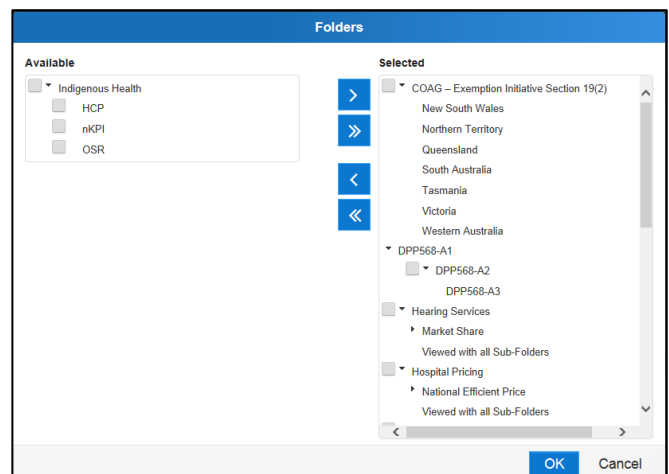 Folders
Available
Indigenous Health
HCP
nKPI
OSR
Selected
COAG – Exemption Initiative Section 19(2)
New South Wales
Northern Territory
Queensland
South Australia
Tasmania
Victoria
Western Australia
DPP568-A1
DPP568-A2
DPP568-A3
Hearing Services
Market Share
Viewed with all Sub-Folders
Hospital Pricing
National Efficient Price
Viewed with all Sub-Folders
OK Cancel